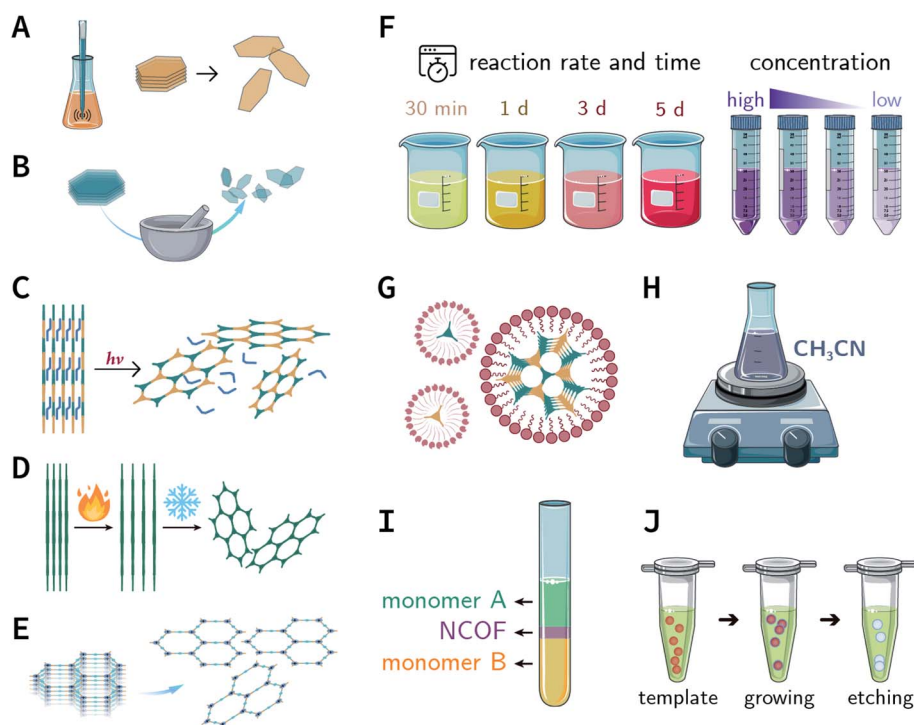 A
B
C
hν
D
E
F
reaction rate and time
30 min 1 d 3 d 5 d
concentration
high low
G
H
CH₃CN
I
monomer A
NCOF
monomer B
J
template growing etching